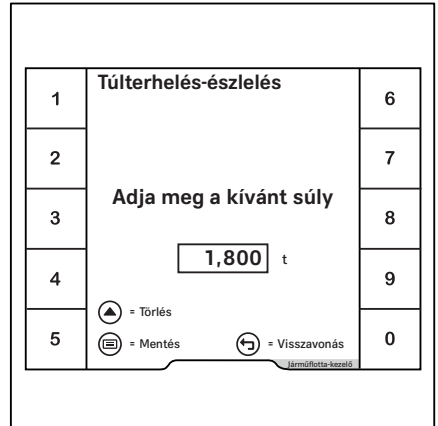 Túlterhelés-észlelés
1
6
2
7
Adja meg a kívánt súly
3
8
1,800 t
4
9
= Törlés
5
= Mentés
= Visszavonás
0
Járműflotta-kezelő